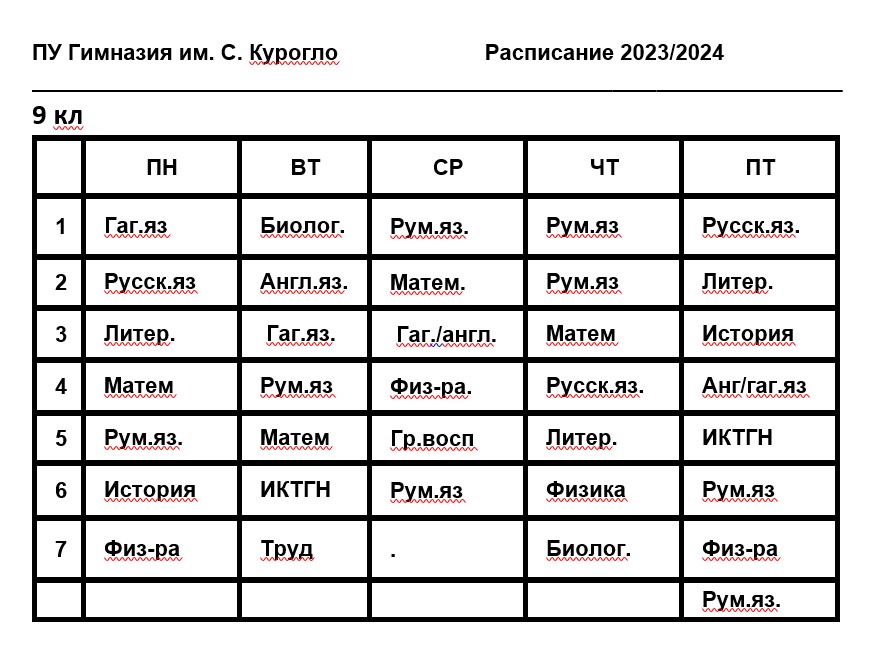 ПУ Гимназия им. С. Курогло Расписание 2023/2024
9 кл
ПН ВТ СР ЧТ ПТ
1 Гаг.яз Биолог. Рум.яз. Рум.яз Русск.яз.
2 Русск.яз Англ.яз. Матем. Рум.яз Литер.
3 Литер. Гаг.яз. Гаг./англ. Матем История
4 Матем Рум.яз Физ-ра. Русск.яз. Анг/гаг.яз
5 Рум.яз. Матем Гр.восп Литер. ИКТГН
6 История ИКТГН Рум.яз Физика Рум.яз
7 Физ-ра Труд . Биолог. Физ-ра
Рум.яз.